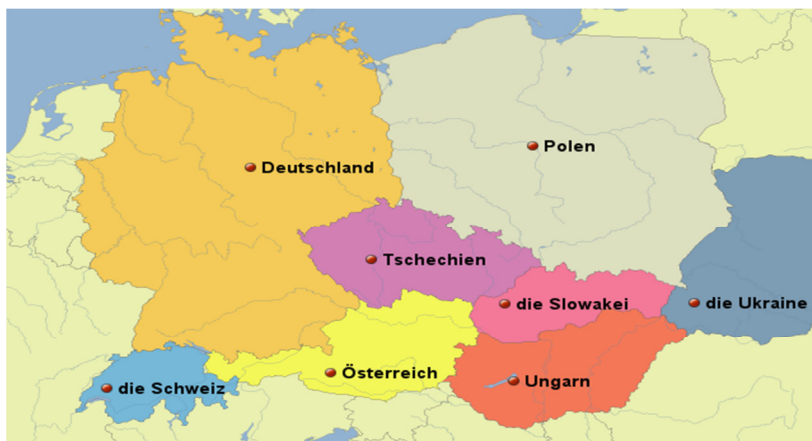 Polen
Deutschland
Tschechien
die Slowakei
die Ukraine
Österreich
Ungarn
die Schweiz